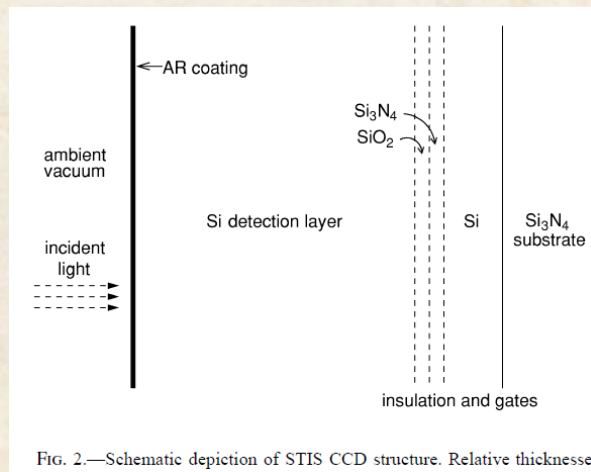 AR coating
Si₃N₄
SiO₂
ambient
vacuum
Si detection layer
Si
Si₃N₄
substrate
incident
light
insulation and gates
FIG. 2.—Schematic depiction of STIS CCD structure. Relative thicknesse